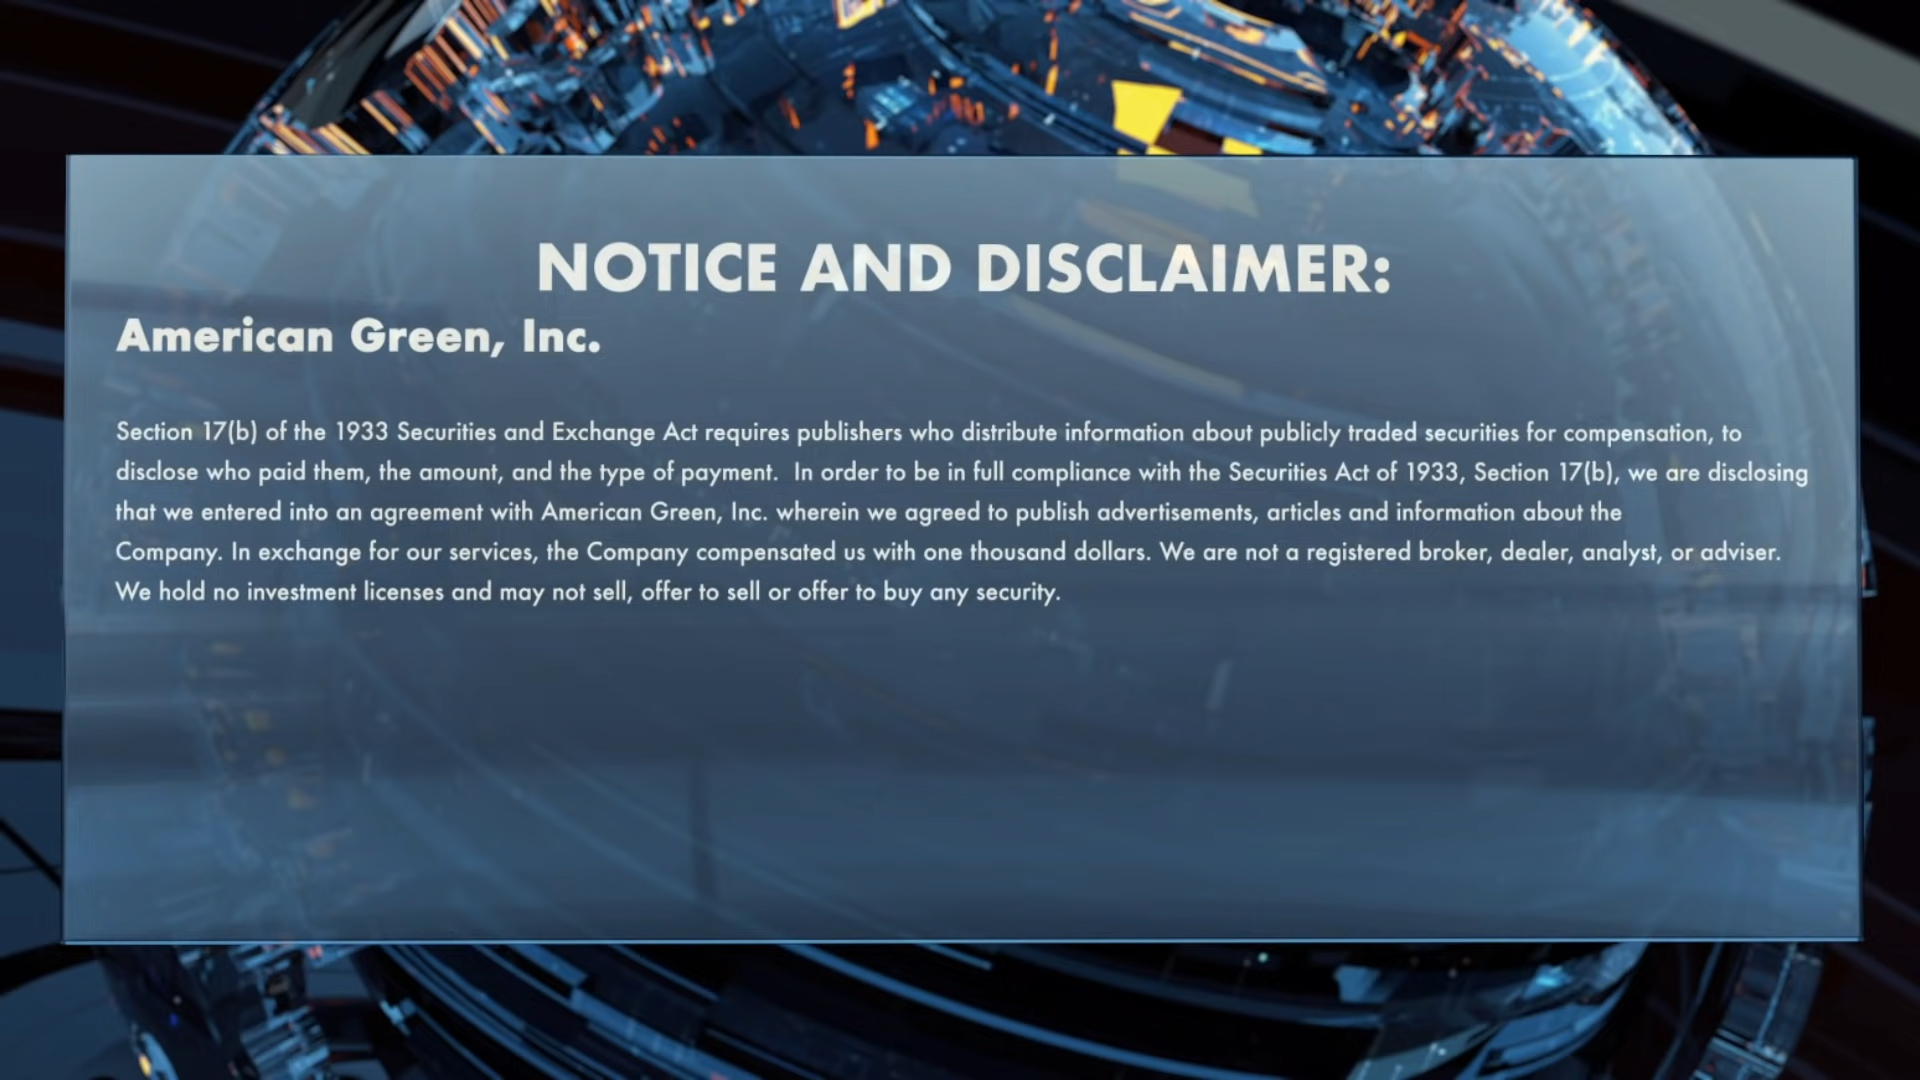 NOTICE AND DISCLAIMER:
American Green, Inc.
Section 17(b) of the 1933 Securities and Exchange Act requires publishers who distribute information about publicly traded securities for compensation, to
disclose who paid them, the amount, and the type of payment.  In order to be in full compliance with the Securities Act of 1933, Section 17(b), we are disclosing
that we entered into an agreement with American Green, Inc. wherein we agreed to publish advertisements, articles and information about the
Company. In exchange for our services, the Company compensated us with one thousand dollars. We are not a registered broker, dealer, analyst, or adviser.
We hold no investment licenses and may not sell, offer to sell or offer to buy any security.